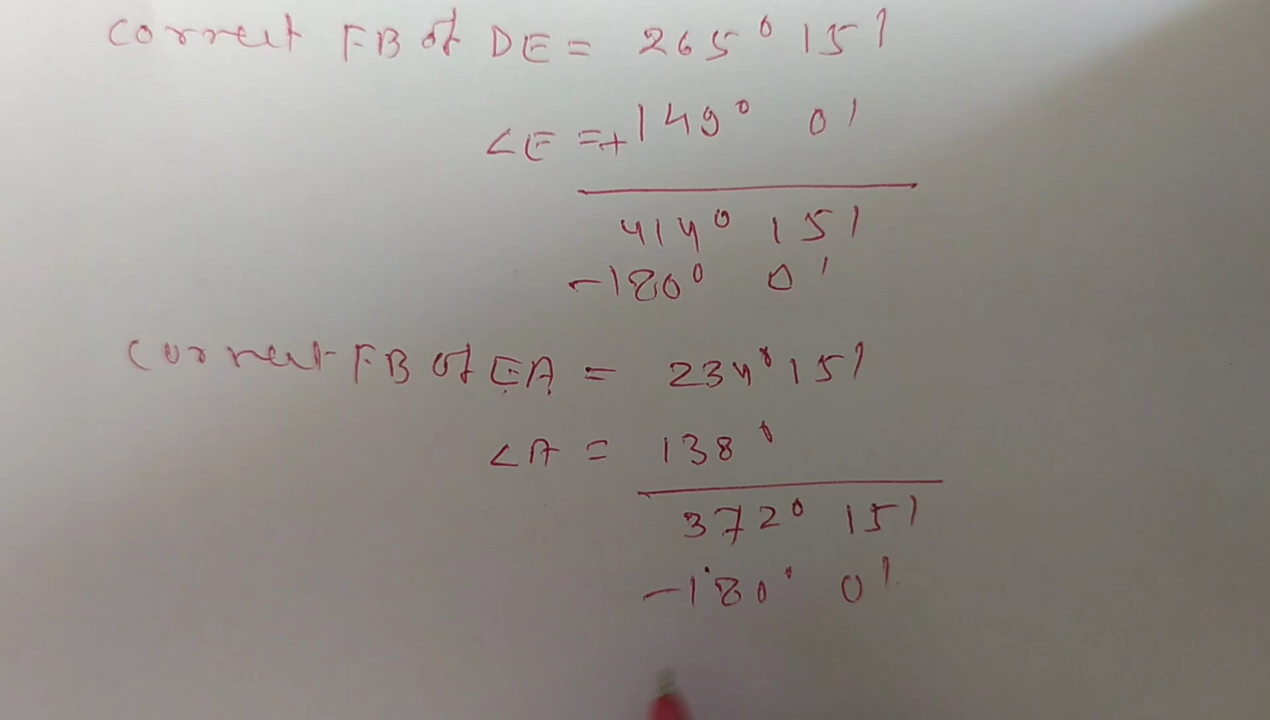 correct FB of DE = 265° 15'
<E =+ 149° 0'
414° 15'
-180° 0'
correct FB of EA = 234° 15'
<A = 138°
372° 15'
-180° 0'